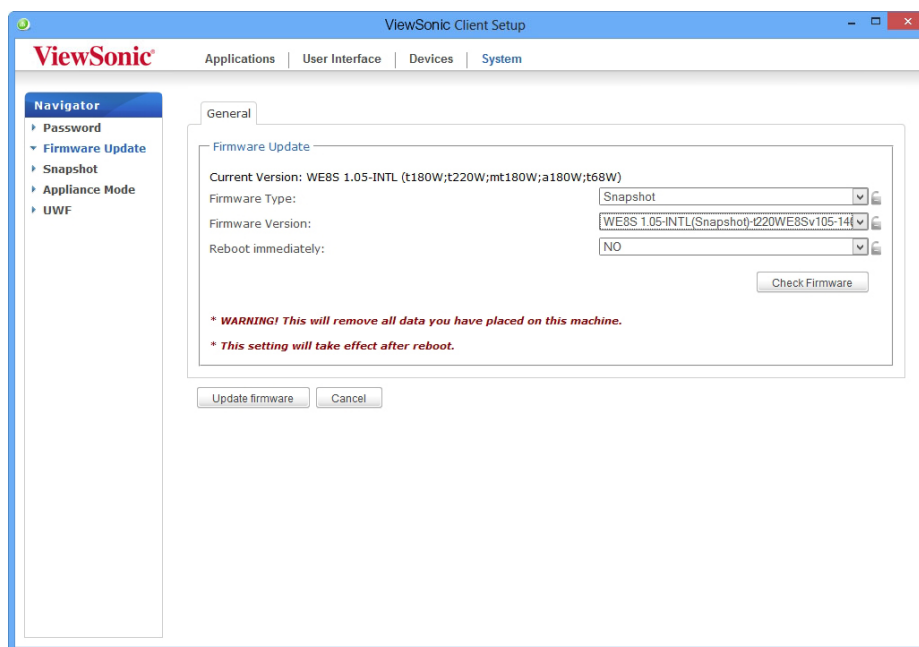 ViewSonic Client Setup
ViewSonic®
Applications
User Interface
Devices
System
Navigator
Password
Firmware Update
Snapshot
Appliance Mode
UWF
General
Firmware Update
Current Version: WE8S 1.05-INTL (t180W;t220W;mt180W;a180W;t68W)
Firmware Type:
Snapshot
Firmware Version:
WE8S 1.05-INTL(Snapshot)-t220WE8Sv105-14
Reboot immediately:
NO
Check Firmware
* WARNING! This will remove all data you have placed on this machine.
* This setting will take effect after reboot.
Update firmware
Cancel